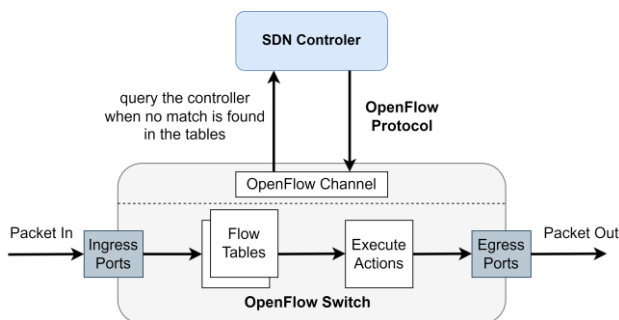 SDN Controler
query the controller
when no match is found
in the tables
OpenFlow
Protocol
OpenFlow Channel
Packet In
Ingress
Ports
Flow
Tables
Execute
Actions
Egress
Ports
Packet Out
OpenFlow Switch